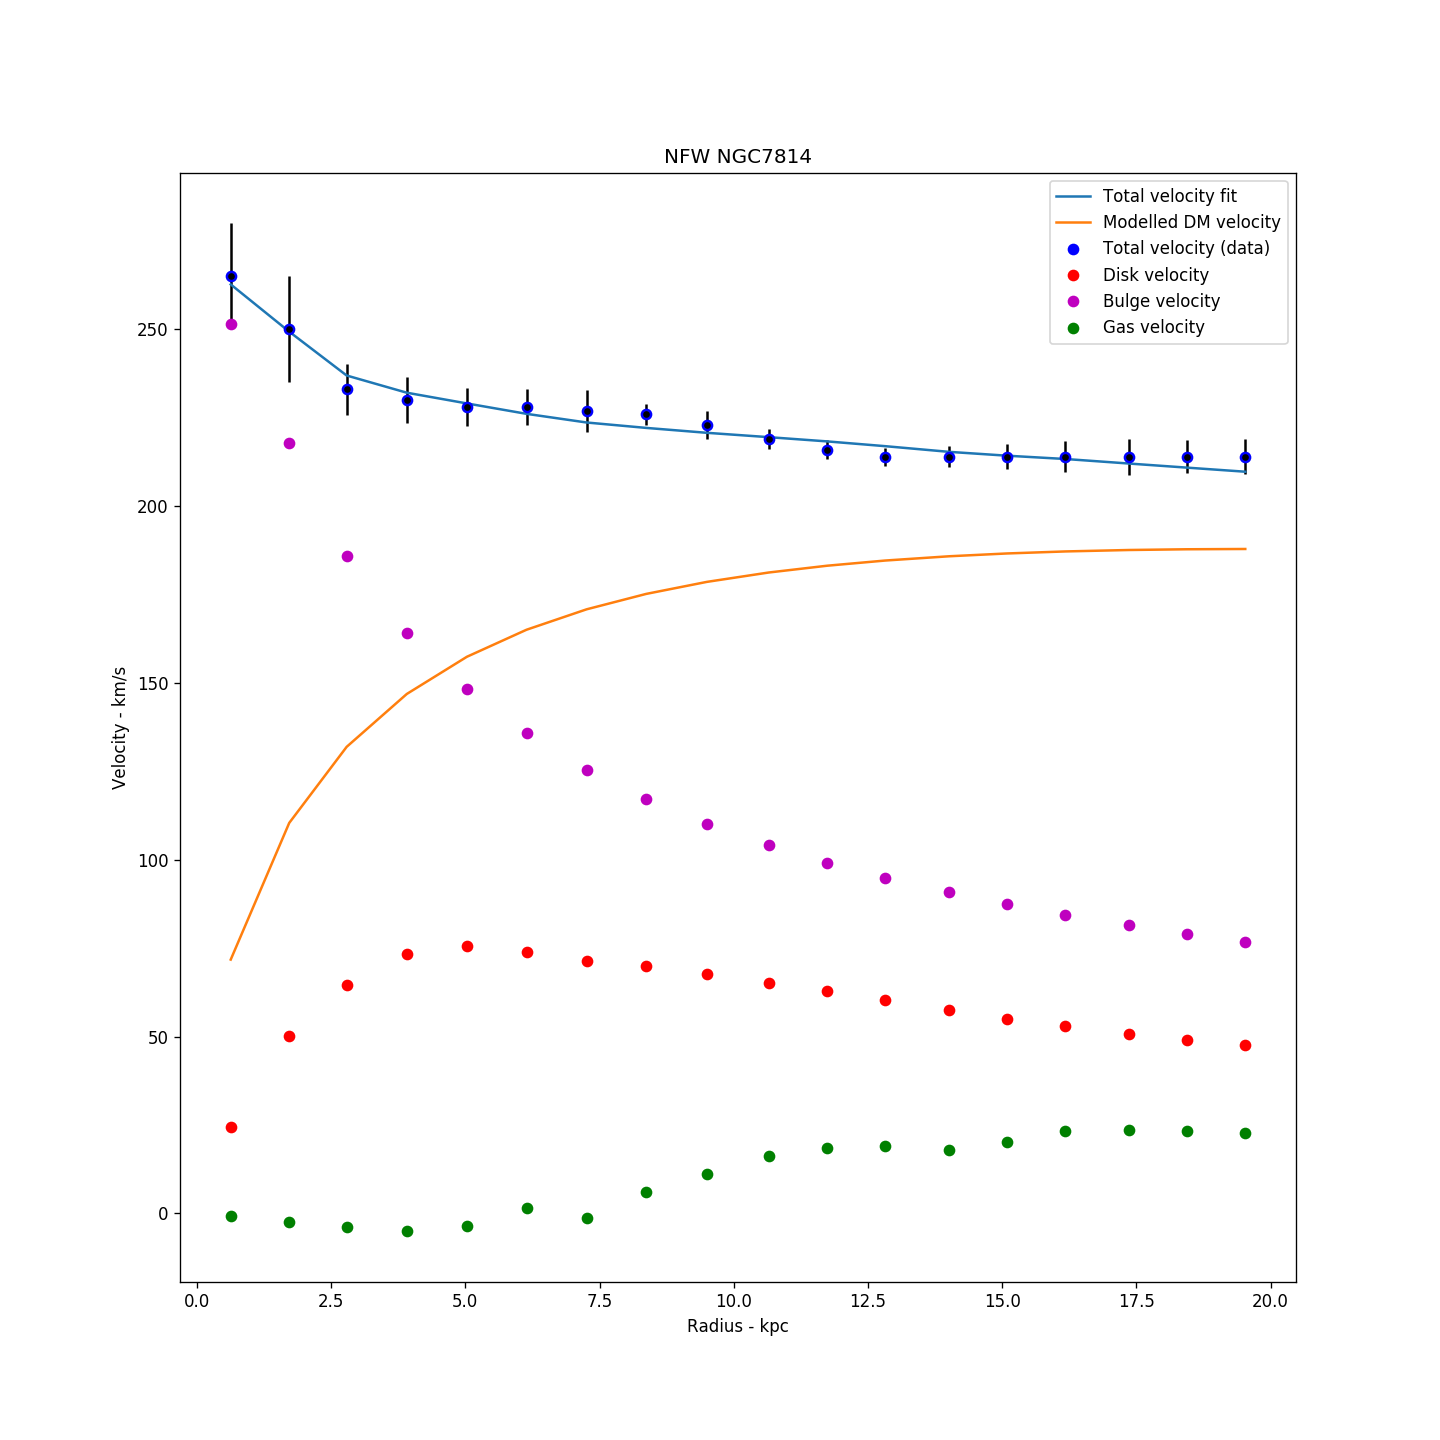 NFW NGC7814
Total velocity fit
Modelled DM velocity
Total velocity (data)
Disk velocity
Bulge velocity
Gas velocity
250
200
150
100
50
0
Velocity - km/s
0.0 2.5 5.0 7.5 10.0 12.5 15.0 17.5 20.0
Radius - kpc